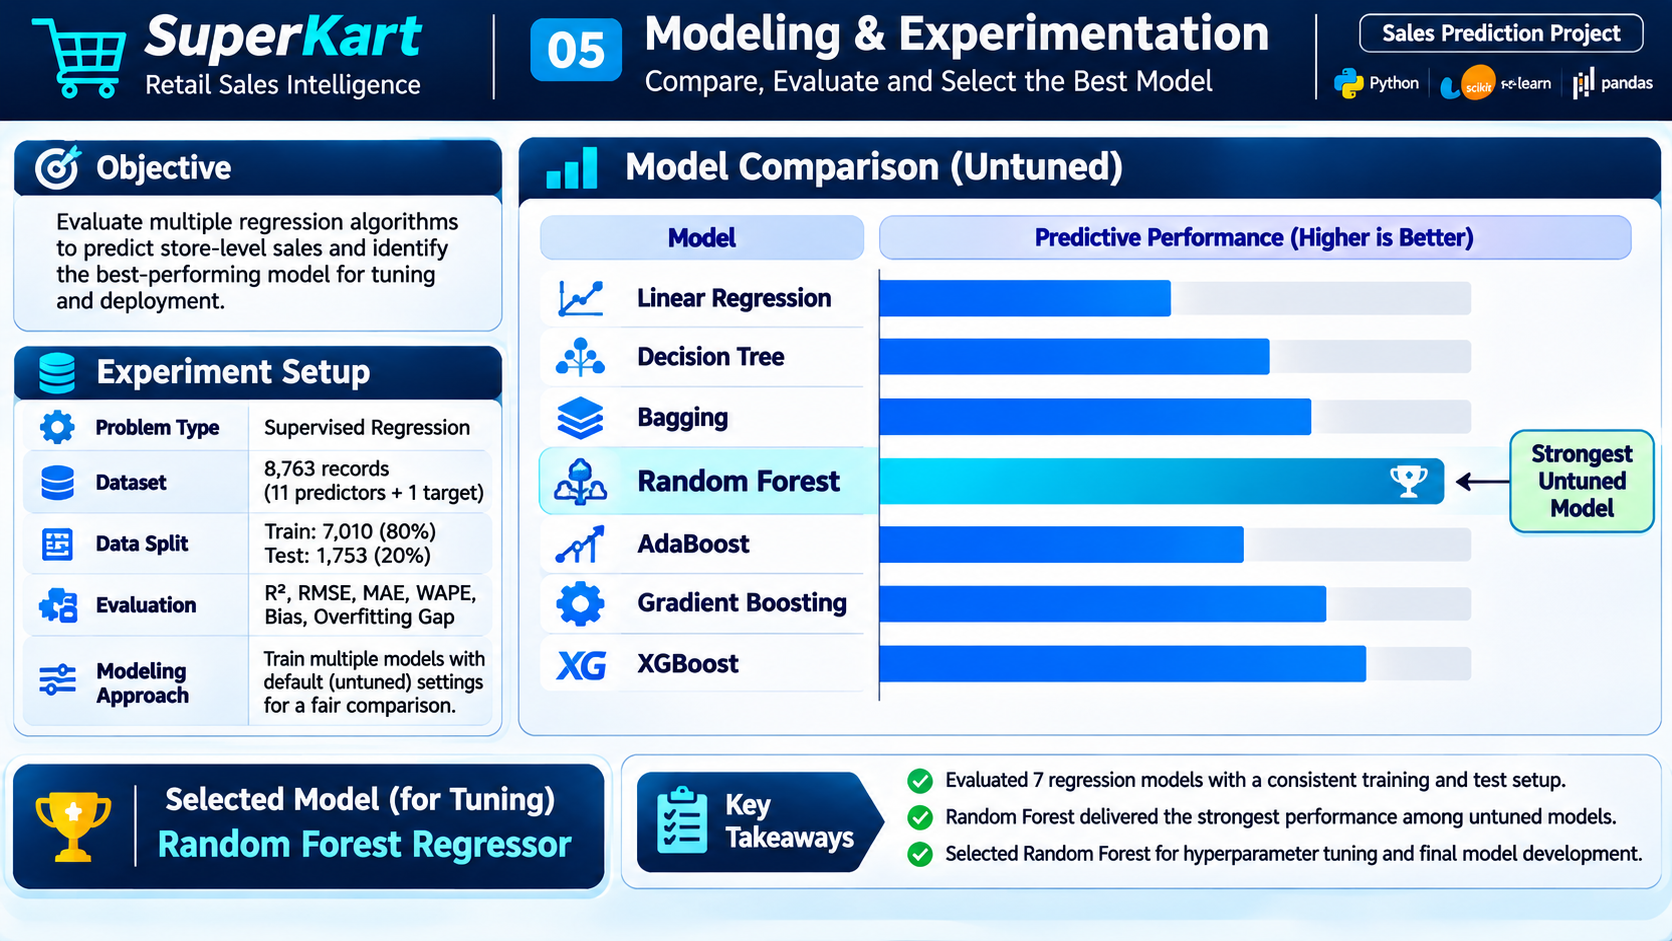 SuperKart
Retail Sales Intelligence
05
Modeling & Experimentation
Compare, Evaluate and Select the Best Model
Sales Prediction Project
Python
scikit
learn
pandas
Objective
Evaluate multiple regression algorithms
to predict store-level sales and identify
the best-performing model for tuning
and deployment.
Experiment Setup
Problem Type
Supervised Regression
Dataset
8,763 records
(11 predictors + 1 target)
Data Split
Train: 7,010 (80%)
Test: 1,753 (20%)
Evaluation
R², RMSE, MAE, WAPE,
Bias, Overfitting Gap
Modeling
Approach
Train multiple models with
default (untuned) settings
for a fair comparison.
Model Comparison (Untuned)
Model
Predictive Performance (Higher is Better)
Linear Regression
Decision Tree
Bagging
Random Forest
Strongest
Untuned
Model
AdaBoost
Gradient Boosting
XG
XGBoost
Selected Model (for Tuning)
Random Forest Regressor
Key
Takeaways
Evaluated 7 regression models with a consistent training and test setup.
Random Forest delivered the strongest performance among untuned models.
Selected Random Forest for hyperparameter tuning and final model development.